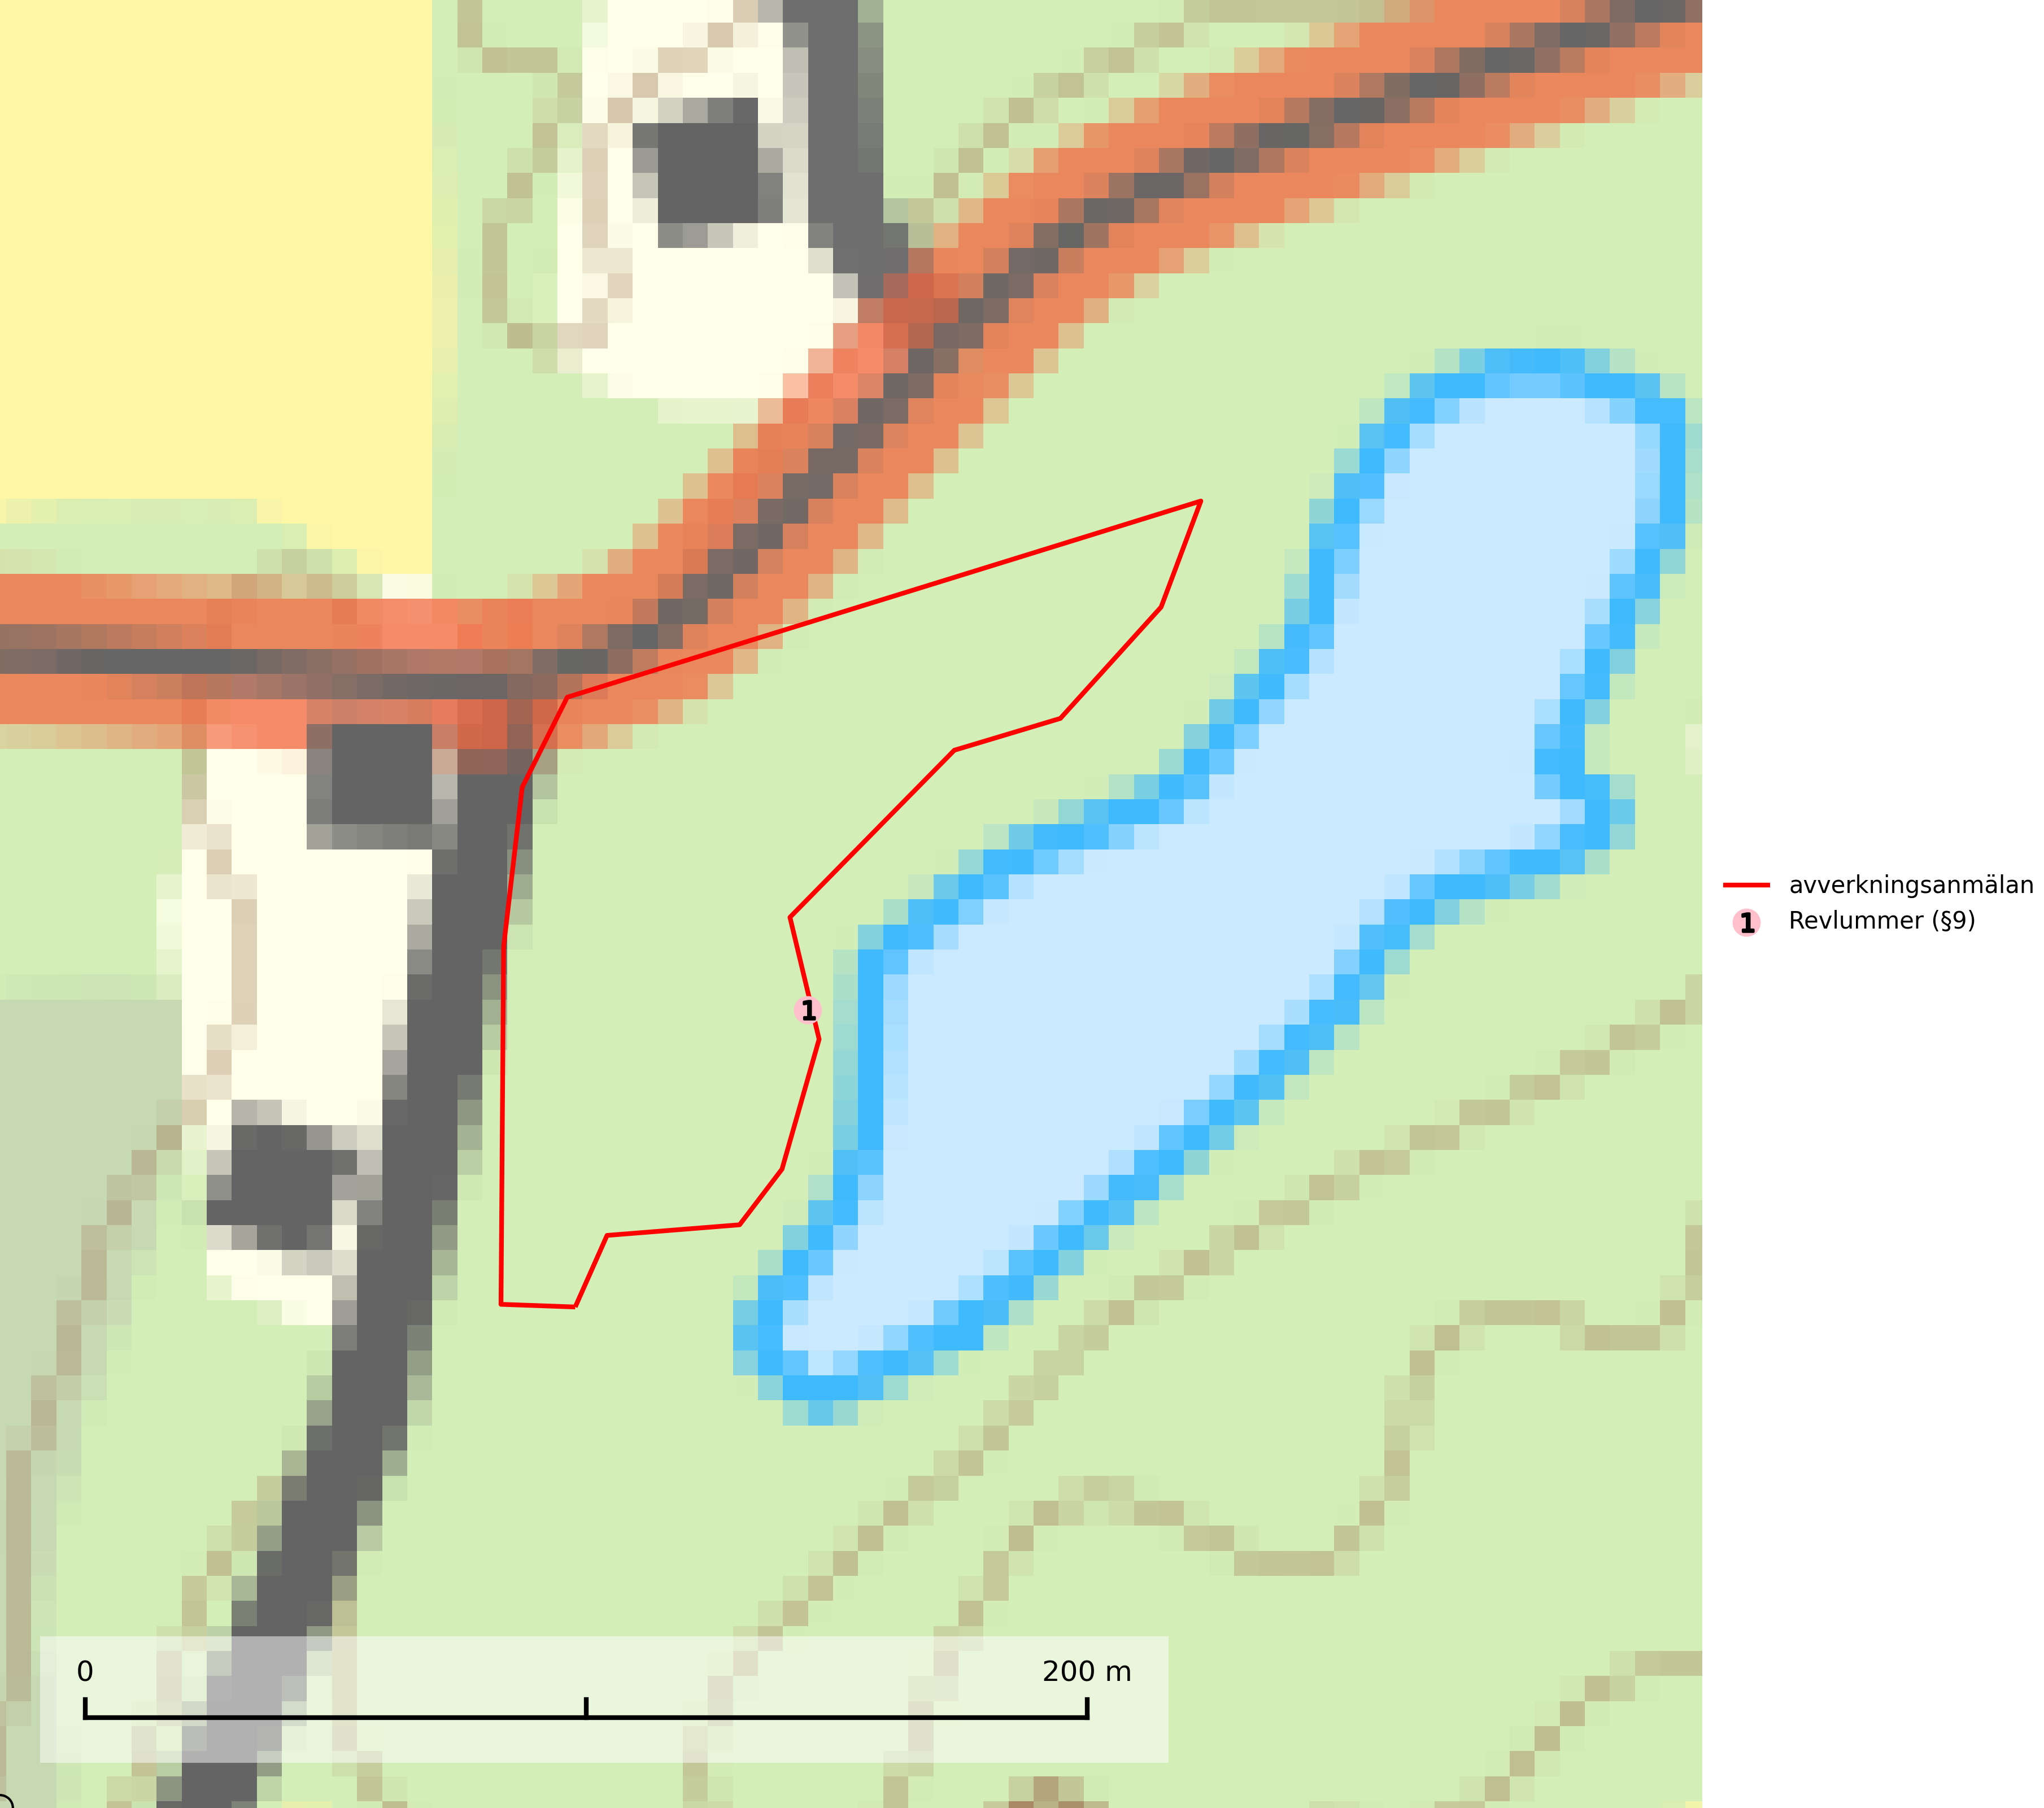 avverkningsanmälan
1 Revlummer (§9)
1
0 200 m